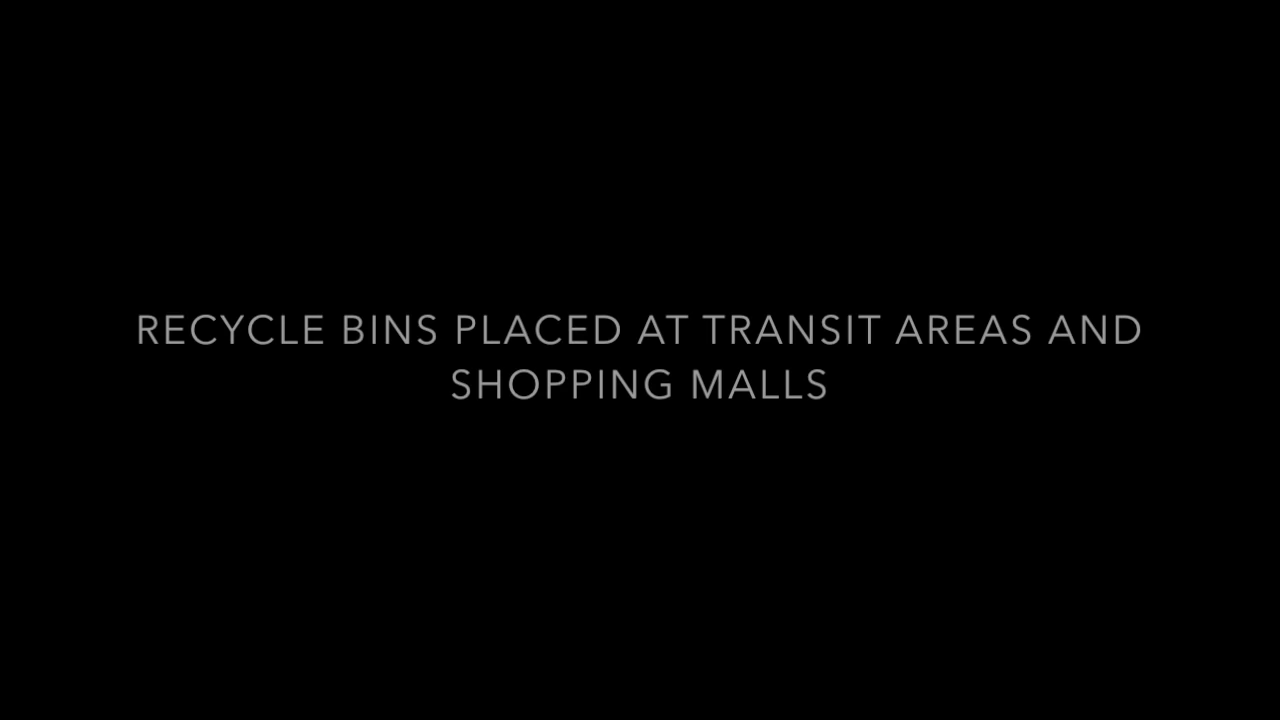 RECYCLE BINS PLACED AT TRANSIT AREAS AND
SHOPPING MALLS